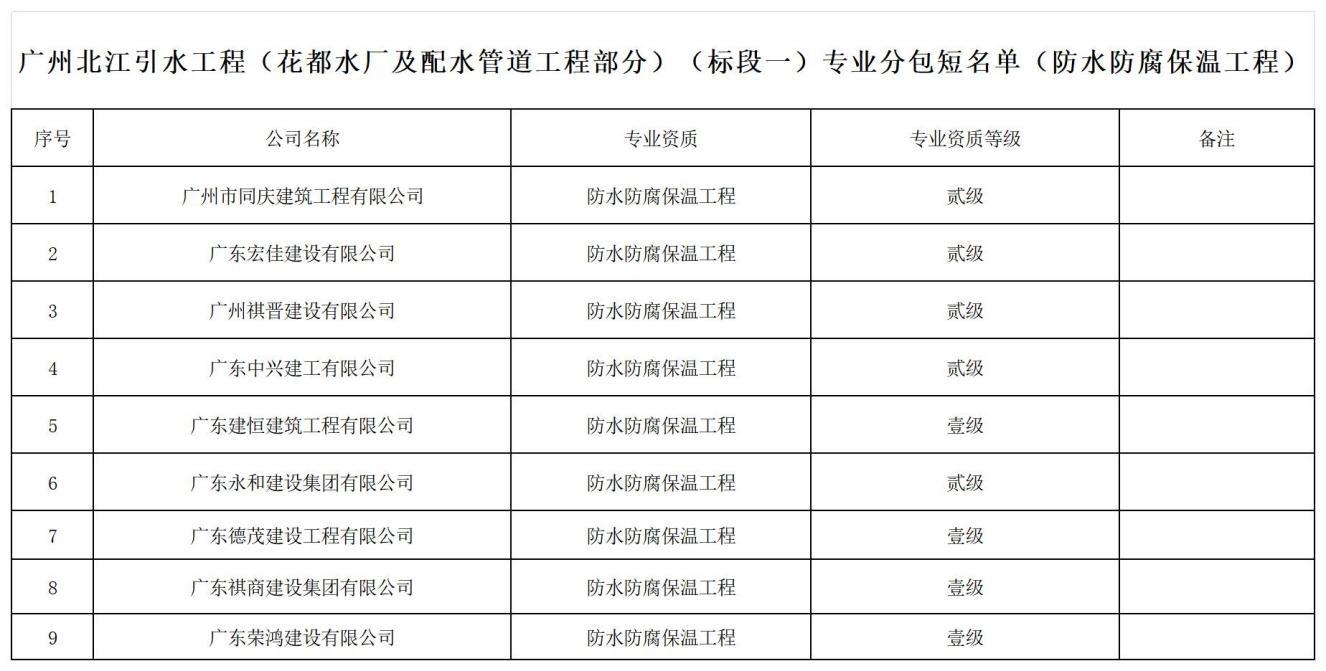 广州北江引水工程（花都水厂及配水管道工程部分）（标段一）专业分包短名单（防水防腐保温工程）
序号 公司名称 专业资质 专业资质等级 备注
1 广州市同庆建筑工程有限公司 防水防腐保温工程 贰级
2 广东宏佳建设有限公司 防水防腐保温工程 贰级
3 广州祺晋建设有限公司 防水防腐保温工程 贰级
4 广东中兴建工有限公司 防水防腐保温工程 贰级
5 广东建恒建筑工程有限公司 防水防腐保温工程 壹级
6 广东永和建设集团有限公司 防水防腐保温工程 贰级
7 广东德茂建设工程有限公司 防水防腐保温工程 壹级
8 广东祺商建设集团有限公司 防水防腐保温工程 壹级
9 广东荣鸿建设有限公司 防水防腐保温工程 壹级